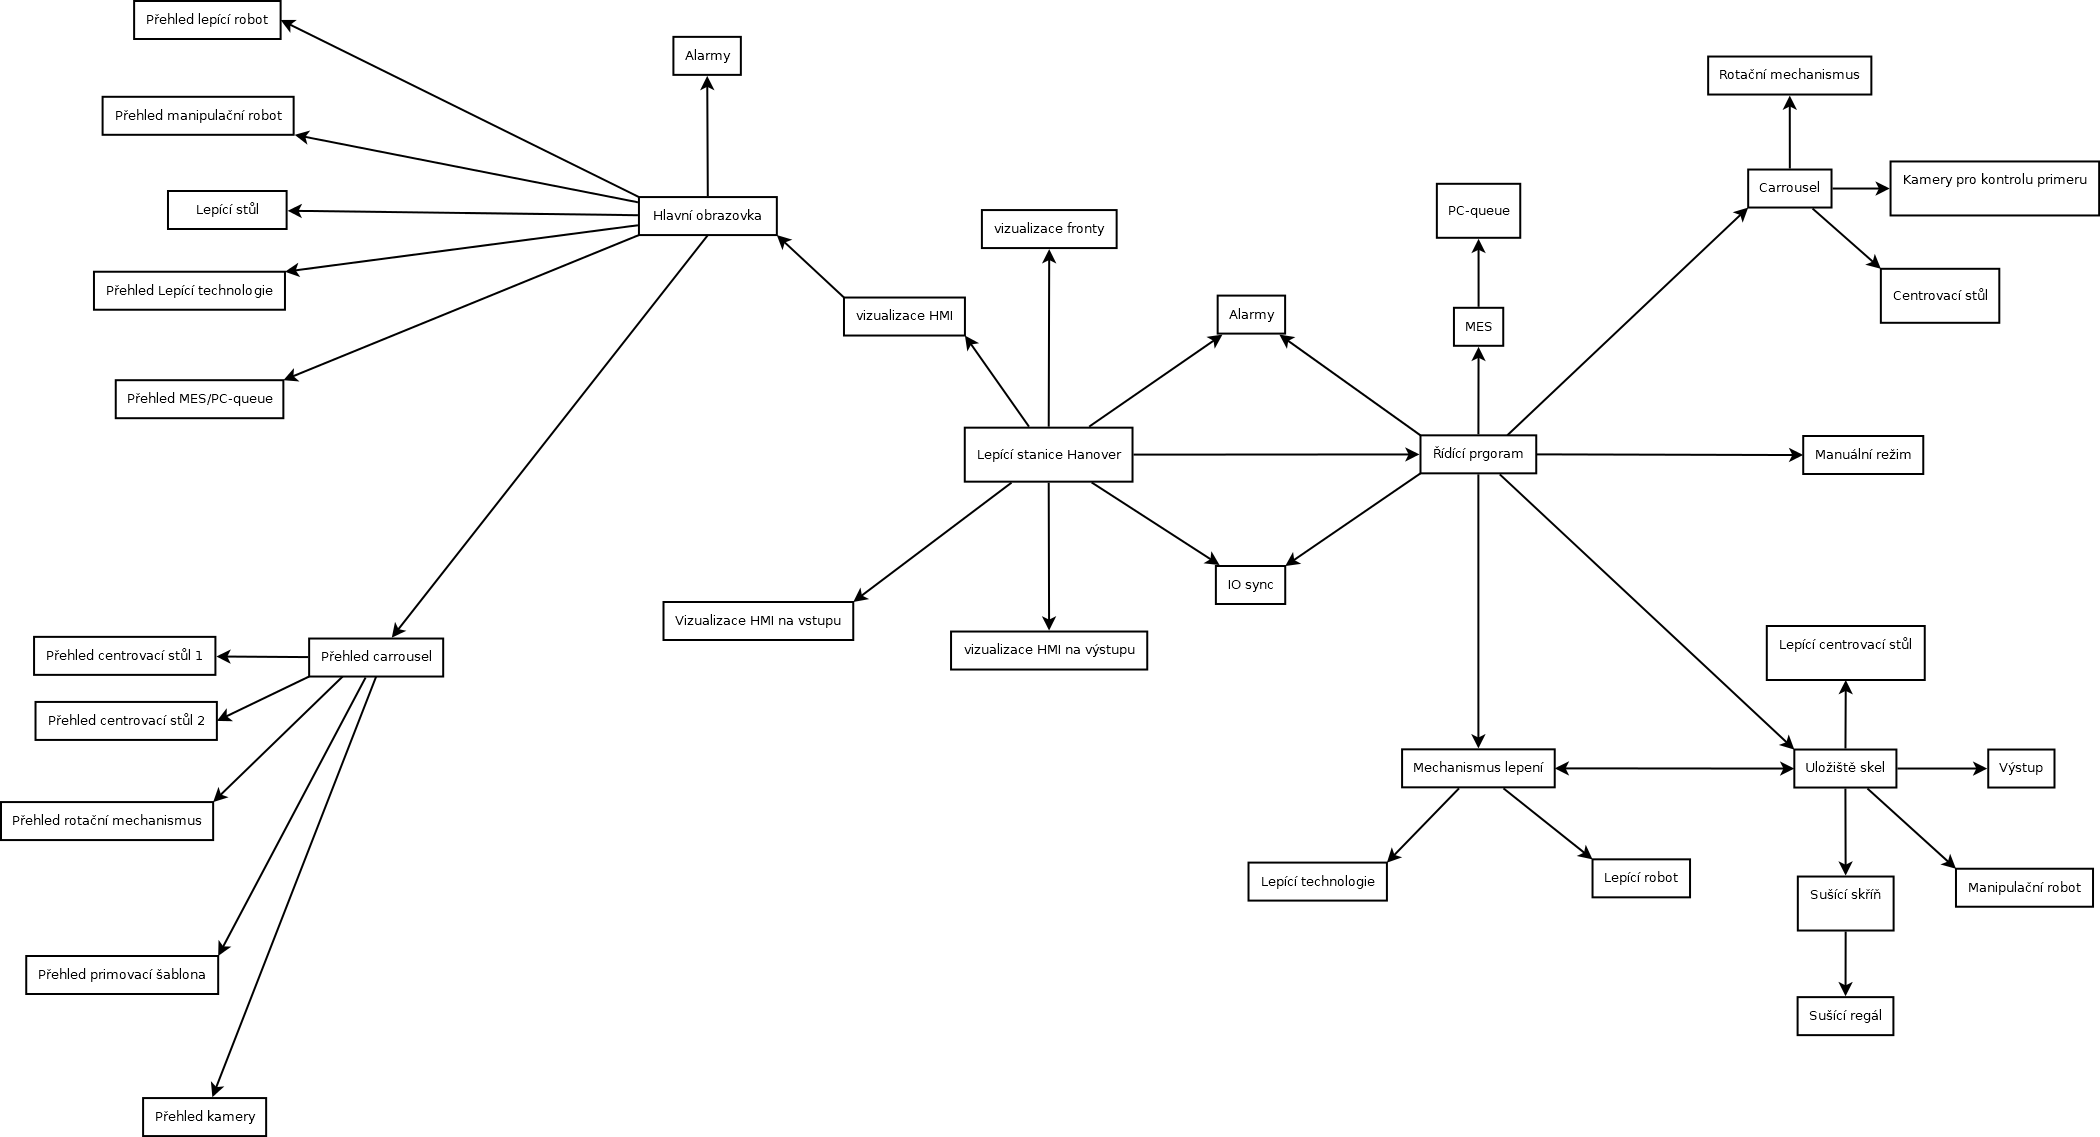 Přehled lepící robot
Alarmy
Rotační mechanismus
Přehled manipulační robot
Kamery pro kontrolu primeru
Carrousel
Lepící stůl
PC-queue
Hlavní obrazovka
vizualizace fronty
Přehled Lepící technologie
Centrovací stůl
vizualizace HMI
Alarmy
MES
Přehled MES/PC-queue
Lepící stanice Hanover
Řídící prgoram
Manuální režim
IO sync
Vizualizace HMI na vstupu
vizualizace HMI na výstupu
Lepící centrovací stůl
Přehled centrovací stůl 1
Přehled carrousel
Přehled centrovací stůl 2
Mechanismus lepení
Uložiště skel
Výstup
Přehled rotační mechanismus
Lepící technologie
Lepící robot
Sušící skříň
Manipulační robot
Přehled primovací šablona
Sušící regál
Přehled kamery